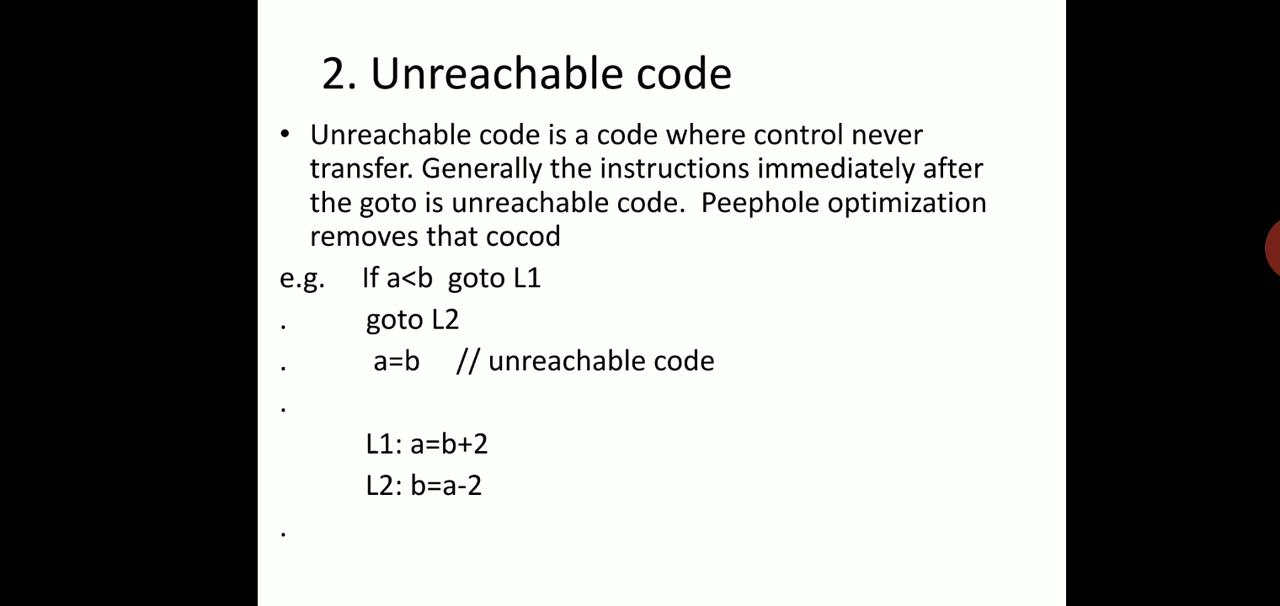 2. Unreachable code
• Unreachable code is a code where control never
transfer. Generally the instructions immediately after
the goto is unreachable code.  Peephole optimization
removes that cocod
e.g. If a<b goto L1
. goto L2
. a=b // unreachable code
.
L1: a=b+2
L2: b=a-2
.